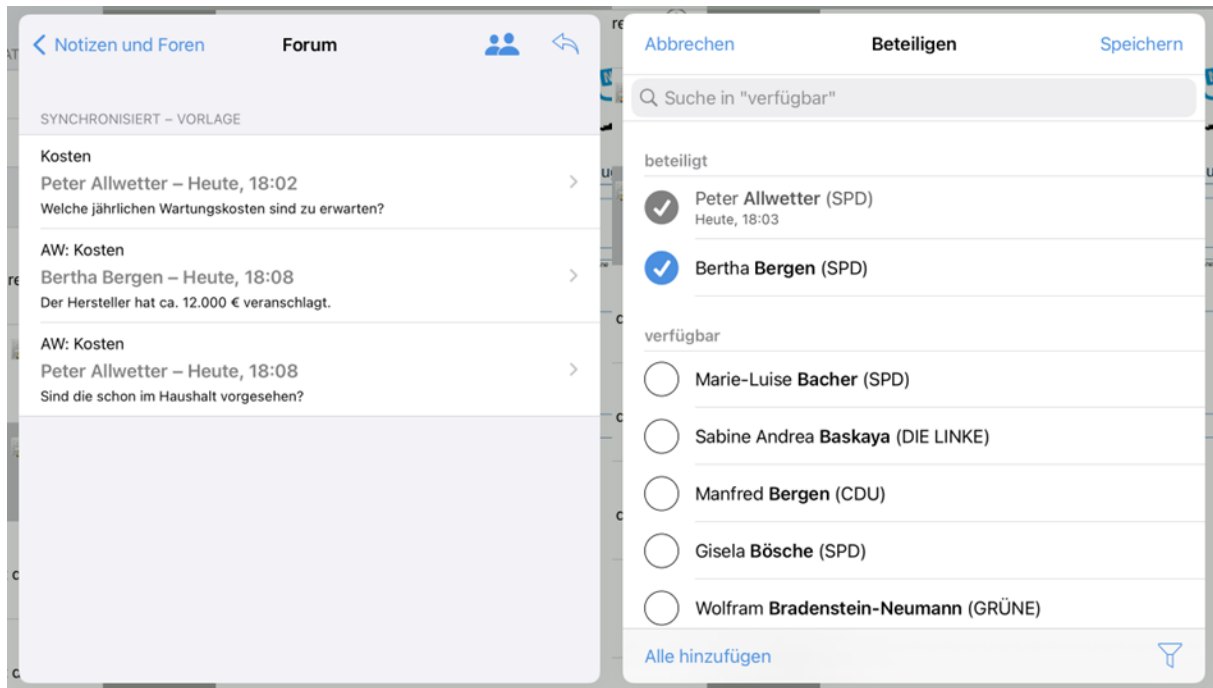 Notizen und Foren
Forum
SYNCHRONISIERT – VORLAGE
Kosten
Peter Allwetter – Heute, 18:02
Welche jährlichen Wartungskosten sind zu erwarten?
AW: Kosten
Bertha Bergen – Heute, 18:08
Der Hersteller hat ca. 12.000 € veranschlagt.
AW: Kosten
Peter Allwetter – Heute, 18:08
Sind die schon im Haushalt vorgesehen?
Abbrechen
Beteiligen
Speichern
Suche in "verfügbar"
beteiligt
Peter Allwetter (SPD)
Heute, 18:03
Bertha Bergen (SPD)
verfügbar
Marie-Luise Bacher (SPD)
Sabine Andrea Baskaya (DIE LINKE)
Manfred Bergen (CDU)
Gisela Bösche (SPD)
Wolfram Bradenstein-Neumann (GRÜNE)
Alle hinzufügen